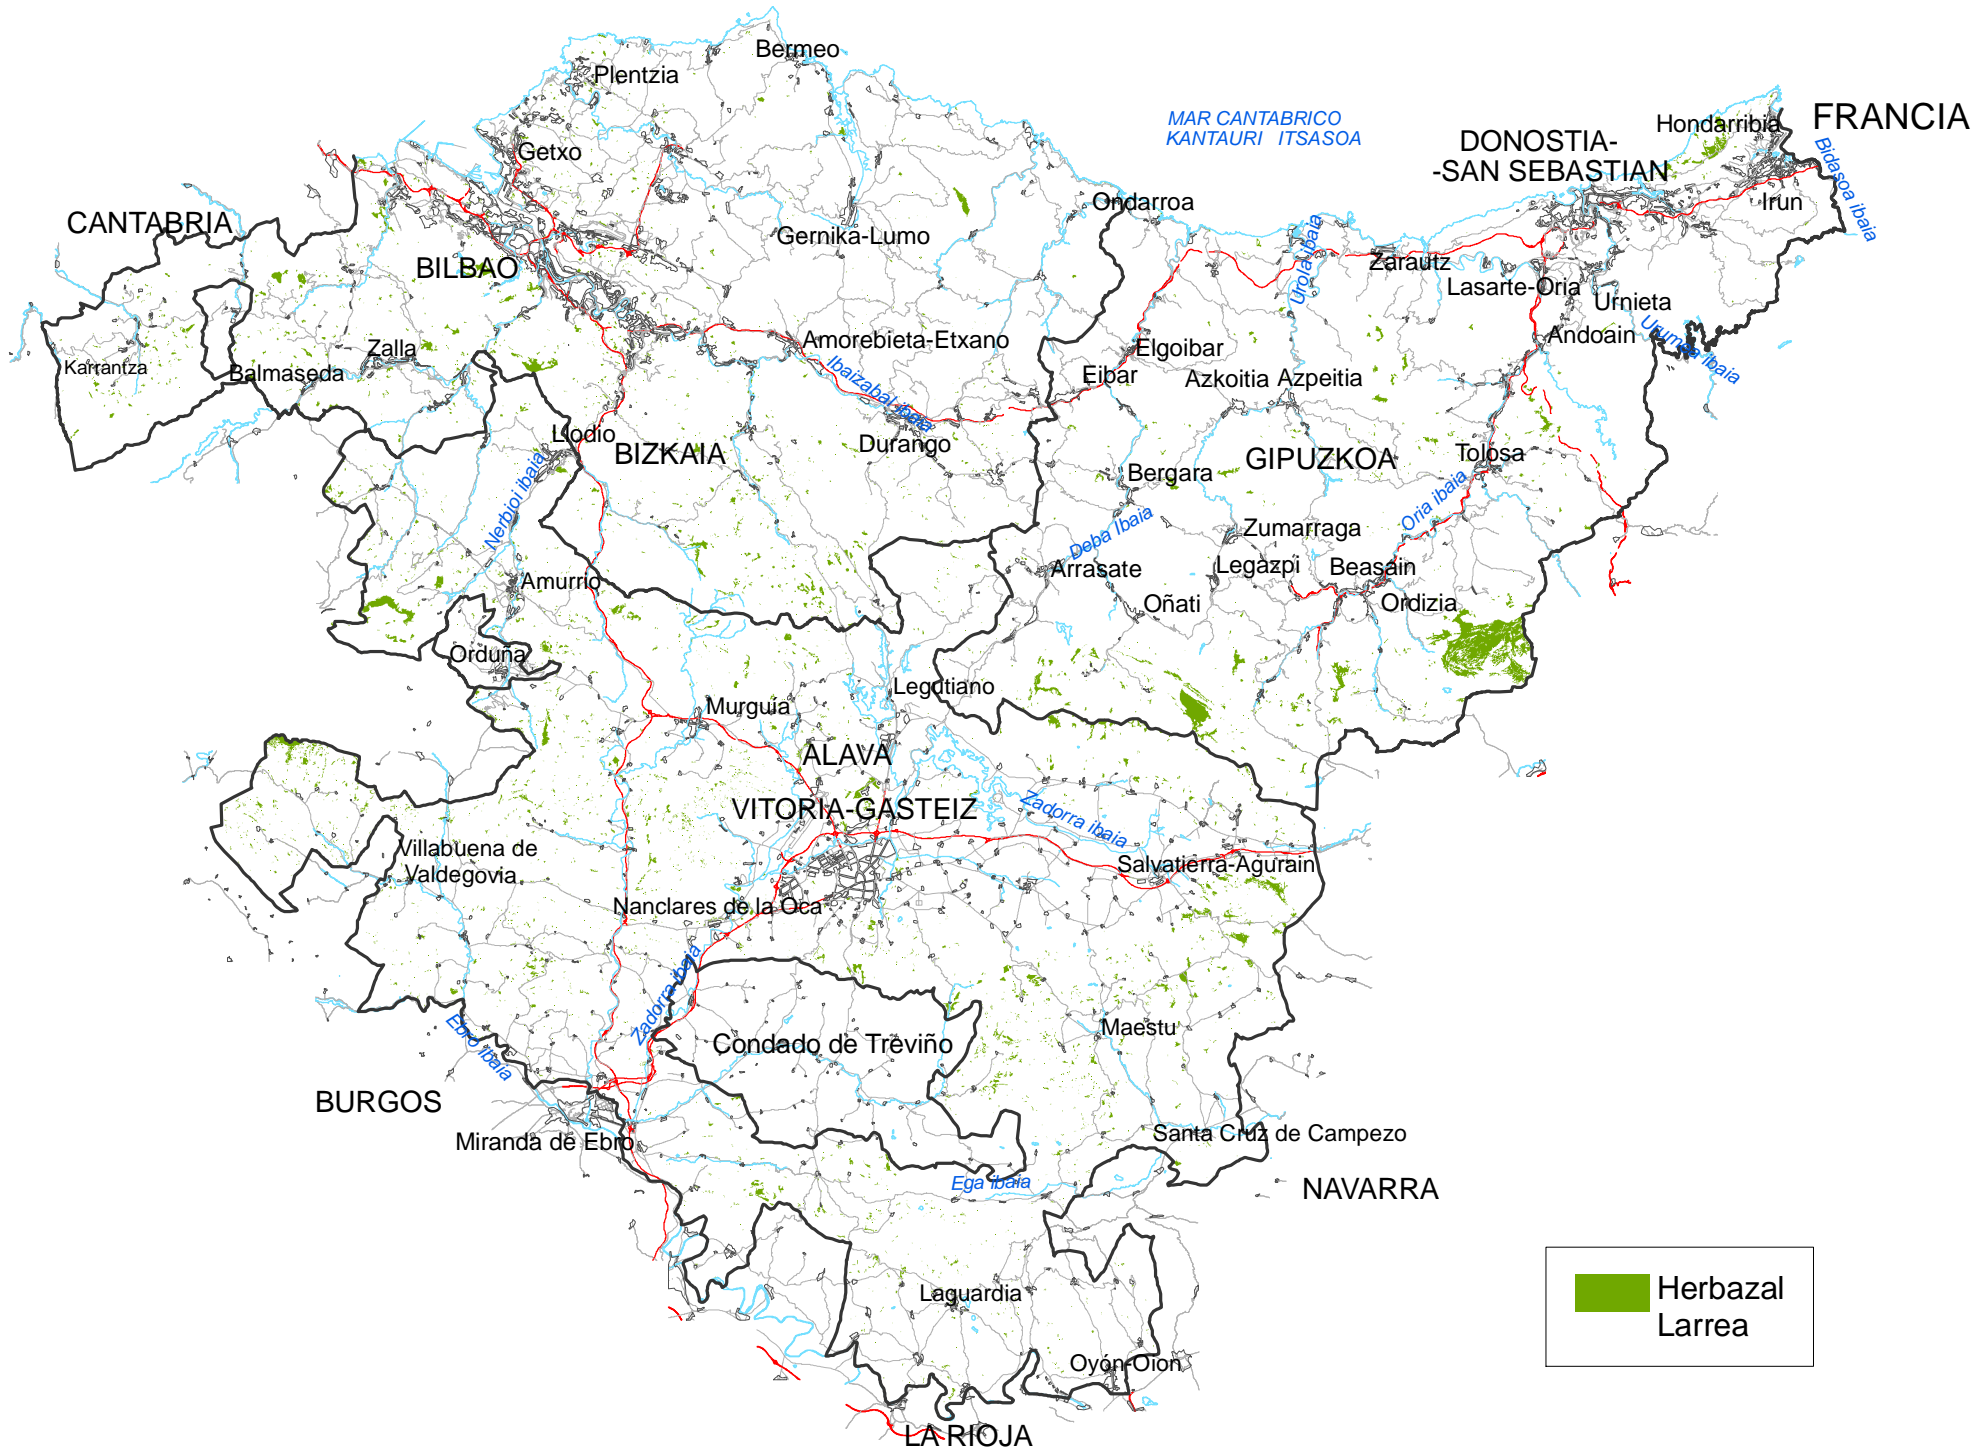 Bermeo
Plentzia
MAR CANTABRICO
KANTAURI ITSASOA
Hondarribia
FRANCIA
DONOSTIA-
-SAN SEBASTIAN
Bidasoa ibaia
Getxo
Irun
Ondarroa
CANTABRIA
Gernika-Lumo
Urola ibaia
Zarautz
BILBAO
Lasarte-Oria
Urnieta
Andoain
Urumea ibaia
Amorebieta-Etxano
Elgoibar
Zalla
Karrantza
Balmaseda
Ibaizabal ibaia
Eibar
Azkoitia
Azpeitia
Llodio
BIZKAIA
Durango
GIPUZKOA
Tolosa
Bergara
Nerbioi ibaia
Oria ibaia
Deba Ibaia
Zumarraga
Arrasate
Legazpi
Beasain
Amurrio
Oñati
Ordizia
Orduña
Legutiano
Murguia
ALAVA
VITORIA-GASTEIZ
Zadorra ibaia
Villabuena de
Valdegovia
Salvatierra-Agurain
Nanclares de la Oca
Zadorra ibaia
Ebro ibaia
Condado de Treviño
Maestu
BURGOS
Miranda de Ebro
Santa Cruz de Campezo
Ega ibaia
NAVARRA
Laguardia
Herbazal
Larrea
Oyón-Oion
LA RIOJA